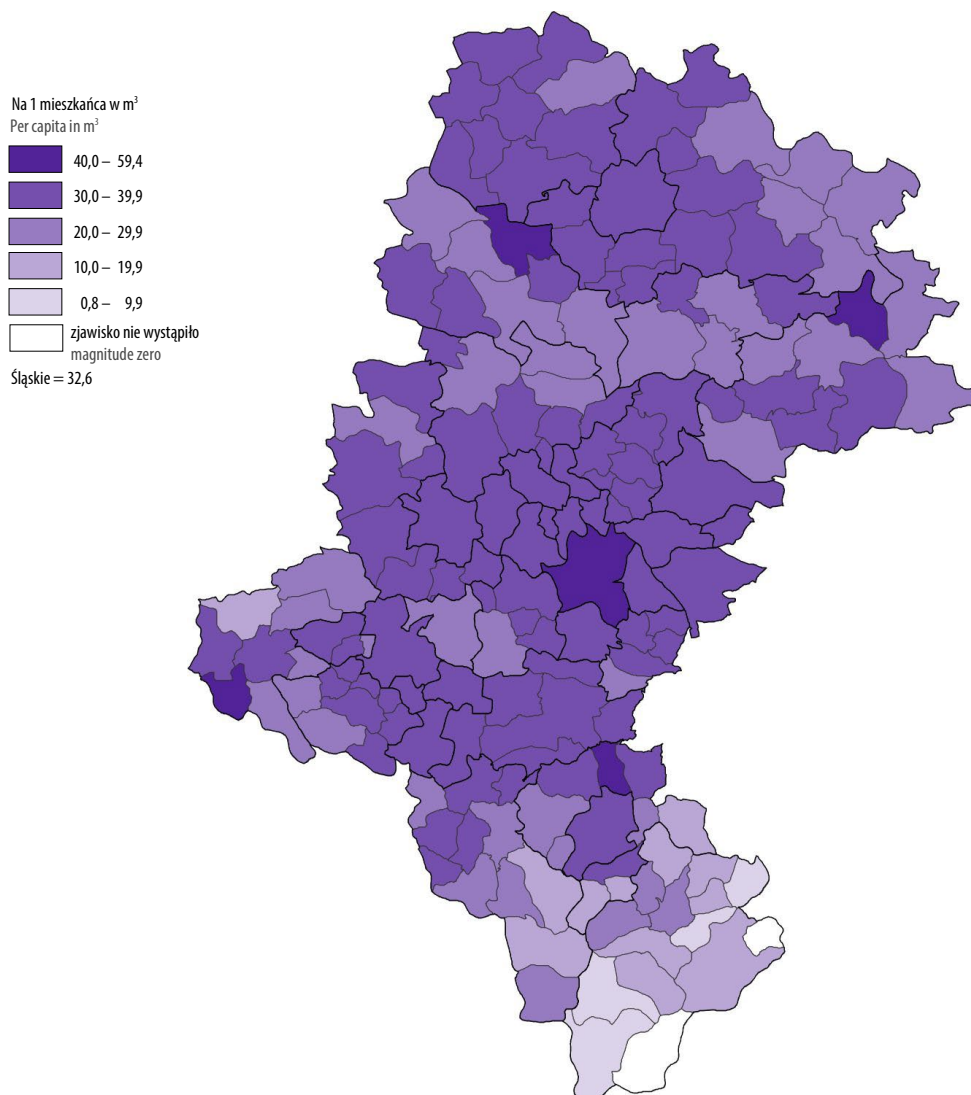 Na 1 mieszkańca w m³
Per capita in m³
40,0 – 59,4
30,0 – 39,9
20,0 – 29,9
10,0 – 19,9
0,8 – 9,9
zjawisko nie wystąpiło
magnitude zero
Śląskie = 32,6